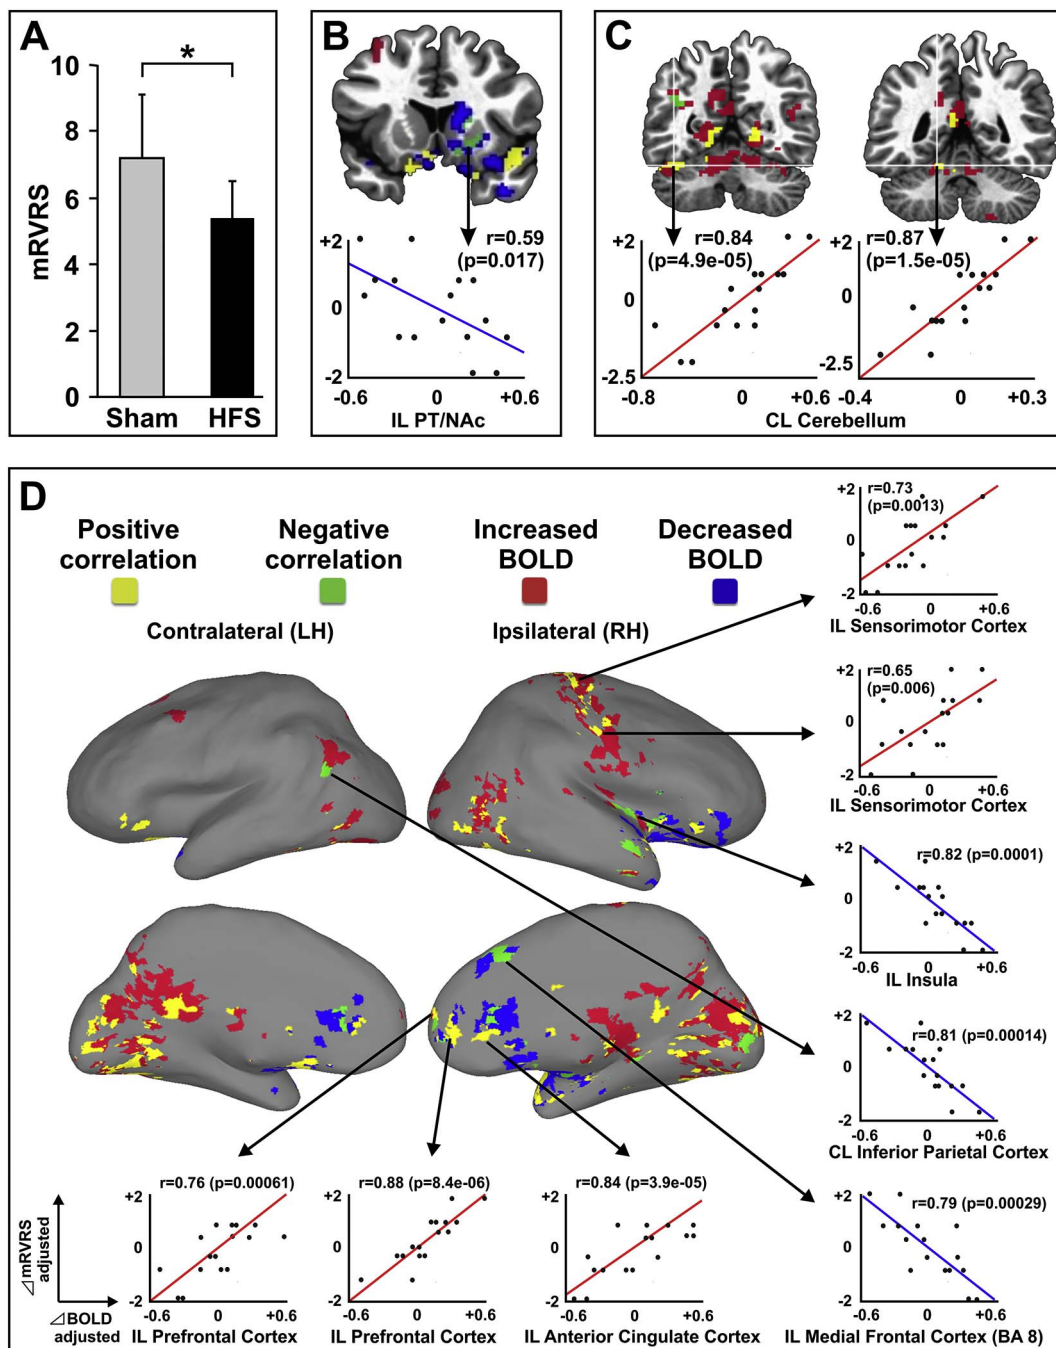 A
10
8
6
4
2
0
mRVRS
*
Sham
HFS
B
r=0.59
(p=0.017)
+2
0
-2
-0.6
0
+0.6
IL PT/NAc
C
r=0.84
(p=4.9e-05)
+2
0
-2.5
-0.8
0
+0.6
r=0.87
(p=1.5e-05)
+2
0
-2.5
-0.4
0
+0.3
CL Cerebellum
D
Positive
correlation
Negative
correlation
Increased
BOLD
Decreased
BOLD
Contralateral (LH)
Ipsilateral (RH)
r=0.73
(p=0.0013)
+2
0
-2
-0.6
0
+0.6
IL Sensorimotor Cortex
r=0.65
(p=0.006)
+2
0
-2
-0.6
0
+0.6
IL Sensorimotor Cortex
r=0.82 (p=0.0001)
+2
0
-2
-0.6
0
+0.6
IL Insula
r=0.81 (p=0.00014)
+2
0
-2
-0.6
0
+0.6
CL Inferior Parietal Cortex
r=0.79 (p=0.00029)
+2
0
-2
-0.6
0
+0.6
IL Medial Frontal Cortex (BA 8)
⊿mRVRS
adjusted
⊿BOLD
adjusted
r=0.76 (p=0.00061)
+2
0
-2
-0.6
0
+0.6
IL Prefrontal Cortex
r=0.88 (p=8.4e-06)
+2
0
-2
-0.6
0
+0.6
IL Prefrontal Cortex
r=0.84 (p=3.9e-05)
+2
0
-2
-0.6
0
+0.6
IL Anterior Cingulate Cortex